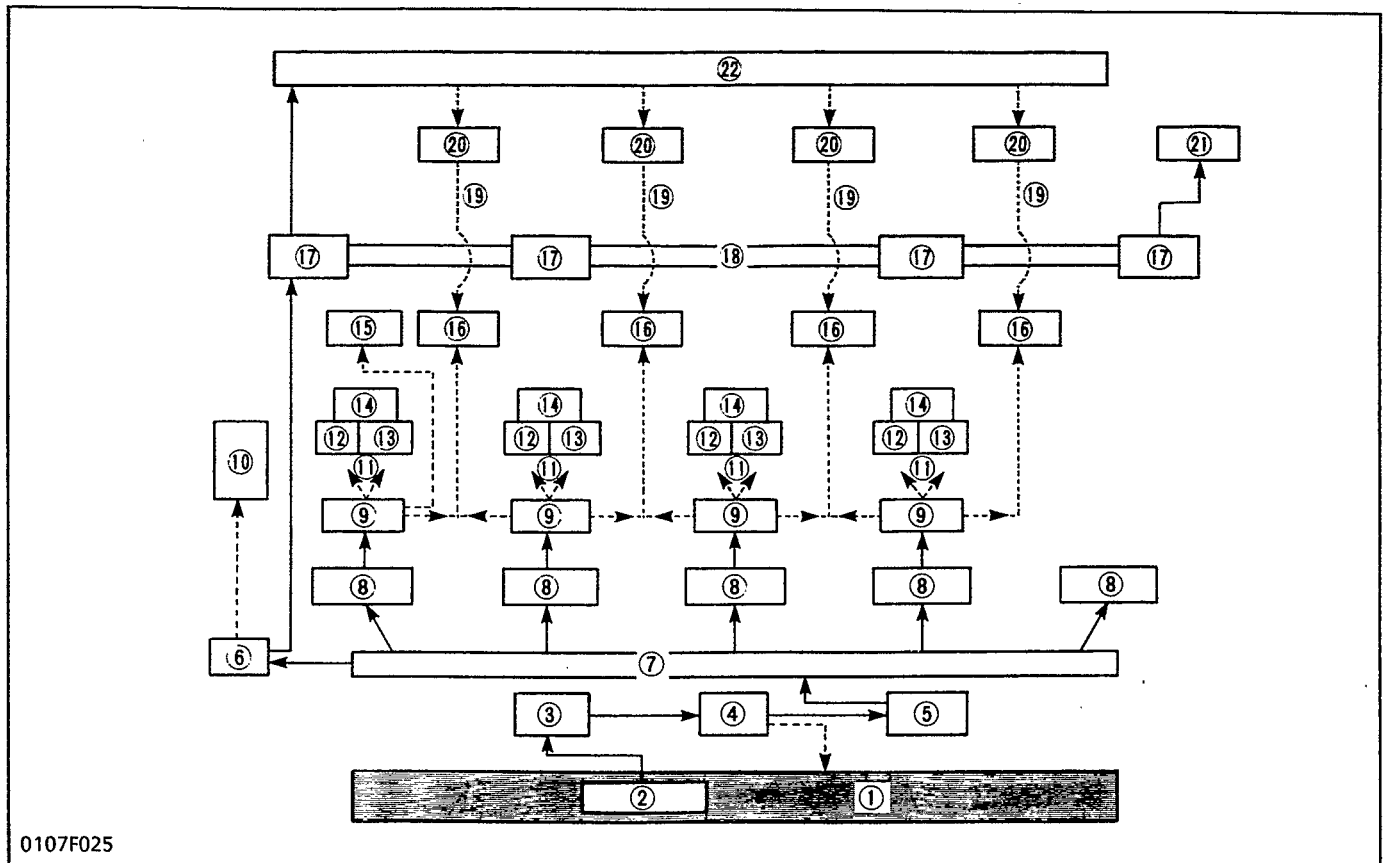 ㉒
⑳ ⑳ ⑳ ⑳ ㉑
⑲ ⑲ ⑲ ⑲
⑰ ⑰ ⑱ ⑰ ⑰
⑮ ⑯ ⑯ ⑯ ⑯
⑭ ⑭ ⑭ ⑭
⑫ ⑬ ⑫ ⑬ ⑫ ⑬ ⑫ ⑬
⑩ ⑪ ⑪ ⑪ ⑪
⑨ ⑨ ⑨ ⑨
⑧ ⑧ ⑧ ⑧ ⑧
⑥ ⑦
③ ④ ⑤
② ①
0107F025